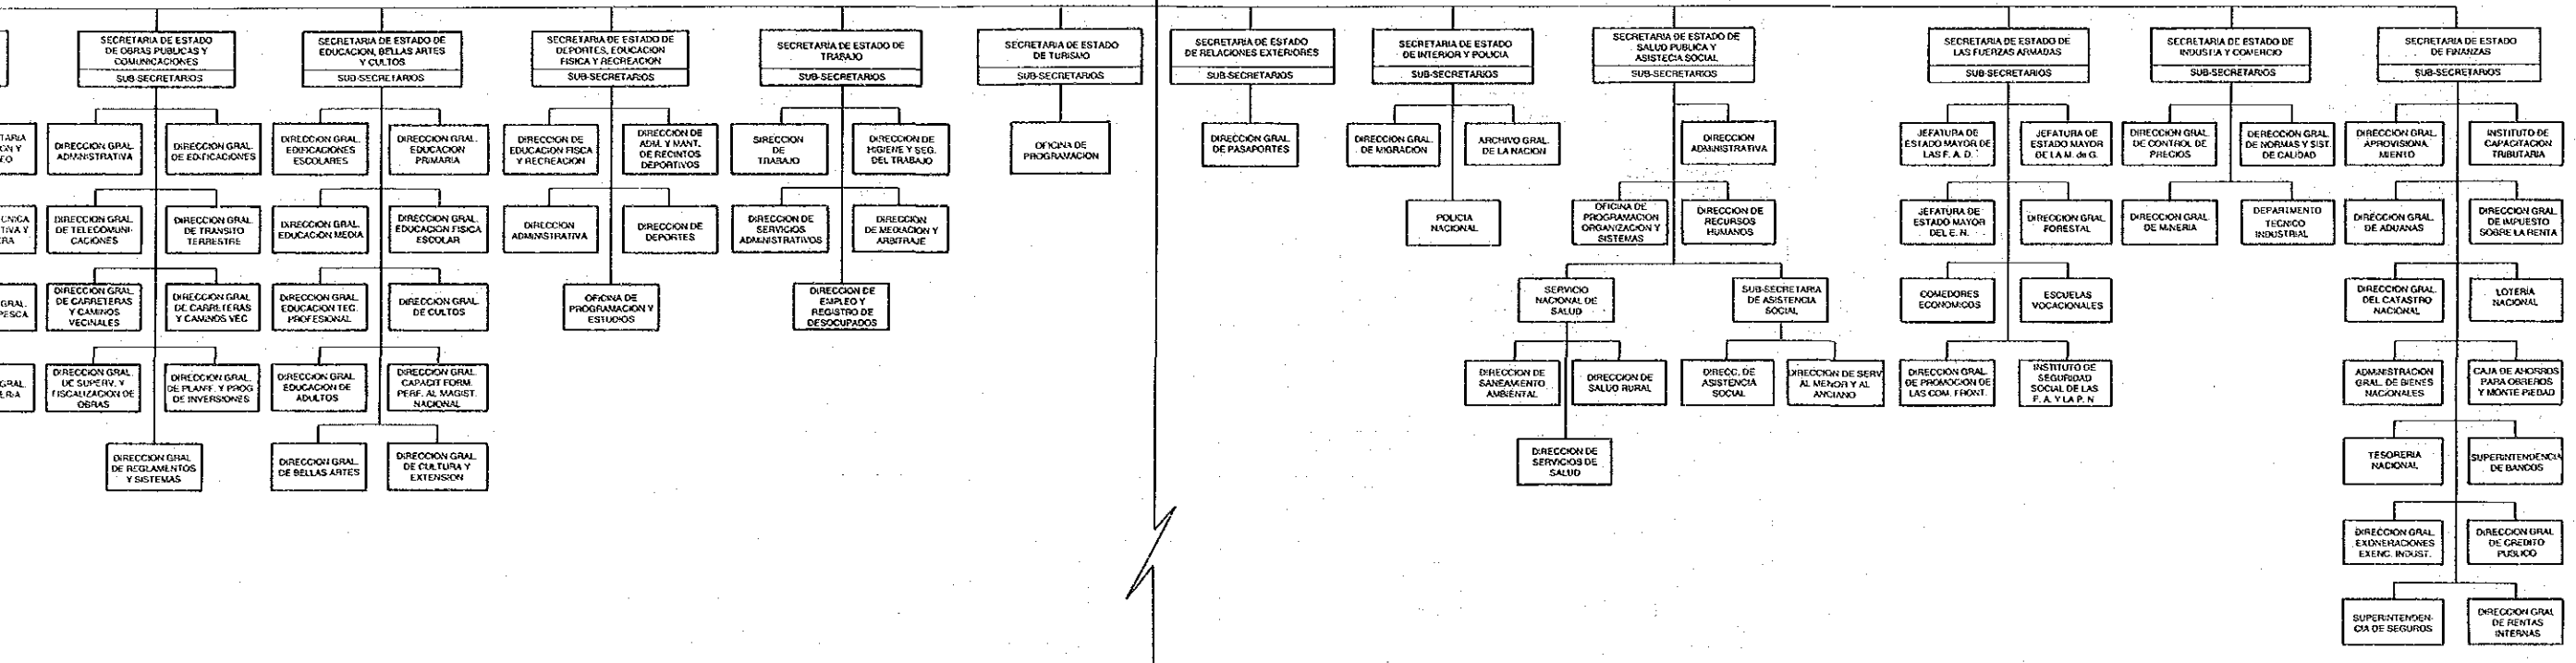 SECRETARIA DE ESTADO
DE OBRAS PUBLICAS Y
COMUNICACIONES
SUB-SECRETARIOS
DIRECCION GRAL.
ADMINISTRATIVA
DIRECCION GRAL.
DE EDIFICACIONES
DIRECCION GRAL.
DE TELECOMUNI-
CACIONES
DIRECCION GRAL.
DE TRANSITO
TERRESTRE
DIRECCION GRAL.
DE CARRETERAS
Y CAMINOS
VECINALES
DIRECCION GRAL
DE CARRETERAS
Y CAMINOS VEC
DIRECCION GRAL.
DE SUPERV. Y
FISCALIZACION DE
OBRAS
DIRECCION GRAL.
DE PLANIF. Y PROG
DE INVERSIONES
DIRECCION GRAL
DE REGLAMENTOS
Y SISTEMAS
SECRETARIA DE ESTADO DE
EDUCACION, BELLAS ARTES
Y CULTOS
SUB-SECRETARIOS
DIRECCION GRAL.
EDIFICACIONES
ESCOLARES
DIRECCION GRAL.
EDUCACION
PRIMARIA
DIRECCION GRAL.
EDUCACION MEDIA
DIRECCION GRAL.
EDUCACION FISICA
ESCOLAR
DIRECCION GRAL.
EDUCACION TEC.
PROFESIONAL
DIRECCION GRAL.
DE CULTOS
DIRECCION GRAL.
EDUCACION DE
ADULTOS
DIRECCION GRAL.
CAPACIT FORM.
PERF. AL MAGIST.
NACIONAL
DIRECCION GRAL.
DE BELLAS ARTES
DIRECCION GRAL.
DE CULTURA Y
EXTENSION
SECRETARIA DE ESTADO DE
DEPORTES, EDUCACION
FISICA Y RECREACION
SUB-SECRETARIOS
DIRECCION DE
EDUCACION FISCA
Y RECREACION
DIRECCION DE
ADM. Y MANT.
DE RECINTOS
DEPORTIVOS
DIRECCION
ADMINISTRATIVA
DIRECCION DE
DEPORTES
OFICINA DE
PROGRAMACION Y
ESTUDIOS
SECRETARIA DE ESTADO DE
TRABAJO
SUB-SECRETARIOS
SIRECCION
DE
TRABAJO
DIRECCION DE
HIGIENE Y SEG.
DEL TRABAJO
DIRECCION DE
SERVICIOS
ADMINISTRATIVOS
DIRECCION
DE MEDIACION Y
ARBITRAJE
DIRECCION DE
EMPLEO Y
REGISTRO DE
DESOCUPADOS
SECRETARIA DE ESTADO
DE TURISMO
SUB-SECRETARIOS
OFICINA DE
PROGRAMACION
SECRETARIA DE ESTADO
DE RELACIONES EXTERIORES
SUB-SECRETARIOS
DIRECCION GRAL.
DE PASAPORTES
SECRETARIA DE ESTADO
DE INTERIOR Y POLICIA
SUB-SECRETARIOS
DIRECCION GRAL.
DE MIGRACION
ARCHIVO GRAL.
DE LA NACION
POLICIA
NACIONAL
SECRETARIA DE ESTADO DE
SALUD PUBLICA Y
ASISTECIA SOCIAL
SUB-SECRETARIOS
DIRECCION
ADMINISTRATIVA
OFICINA DE
PROGRAMACION
ORGANIZACION Y
SISTEMAS
DIRECCION DE
RECURSOS
HUMANOS
SERVICIO
NACIONAL DE
SALUD
SUB-SECRETARIA
DE ASISTENCIA
SOCIAL
DIRECCION DE
SANEAMIENTO
AMBIENTAL
DIRECCION DE
SALUD RURAL
DIRECC. DE
ASISTENCIA
SOCIAL
DIRECCION DE SERV
AL MENOR Y AL
ANCIANO
DIRECCION DE
SERVICIOS DE
SALUD
SECRETARIA DE ESTADO DE
LAS FUERZAS ARMADAS
SUB-SECRETARIOS
JEFATURA DE
ESTADO MAYOR DE
LAS F. A. D.
JEFATURA DE
ESTADO MAYOR
DE LA M. de G.
JEFATURA DE
ESTADO MAYOR
DEL E. N.
DIRECCION GRAL.
FORESTAL
COMEDORES
ECONOMICOS
ESCUELAS
VOCACIONALES
DIRECCION GRAL.
DE PROMOCION DE
LAS COM. FRONT.
INSTITUTO DE
SEGURIDAD
SOCIAL DE LAS
F. A. Y LA P. N
SECRETARIA DE ESTADO DE
INDUSTIA Y COMERCIO
SUB-SECRETARIOS
DIRECCION GRAL.
DE CONTROL DE
PRECIOS
DERECCION GRAL.
DE NORMAS Y SIST.
DE CALIDAD
DIRECCION GRAL.
DE MINERIA
DEPARTMENTO
TECNICO
INDUSTRIAL
SECRETARIA DE ESTADO
DE FINANZAS
SUB-SECRETARIOS
DIRECCION GRAL.
APROVISIONA
MIENTO
INSTITUTO DE
CAPACITACION
TRIBUTARIA
DIRECCION GRAL.
DE ADUANAS
DIRECCION GRAL
DE IMPUESTO
SOBRE LA RENTA
DIRECCION GRAL.
DEL CATASTRO
NACIONAL
LOTERIA
NACIONAL
ADMINISTRACION
GRAL. DE BIENES
NACIONALES
CAJA DE AHORROS
PARA OBREROS
Y MONTE PIEDAD
TESORERIA
NACIONAL
SUPERINTENDENCIA
DE BANCOS
DIRECCION GRAL.
EXONERACIONES
EXENC. INDUST.
DIRECCION GRAL
DE CREDITO
PUBLICO
SUPERINTENDEN-
CIA DE SEGUROS
DIRECCION GRAL
DE RENTAS
INTERNAS